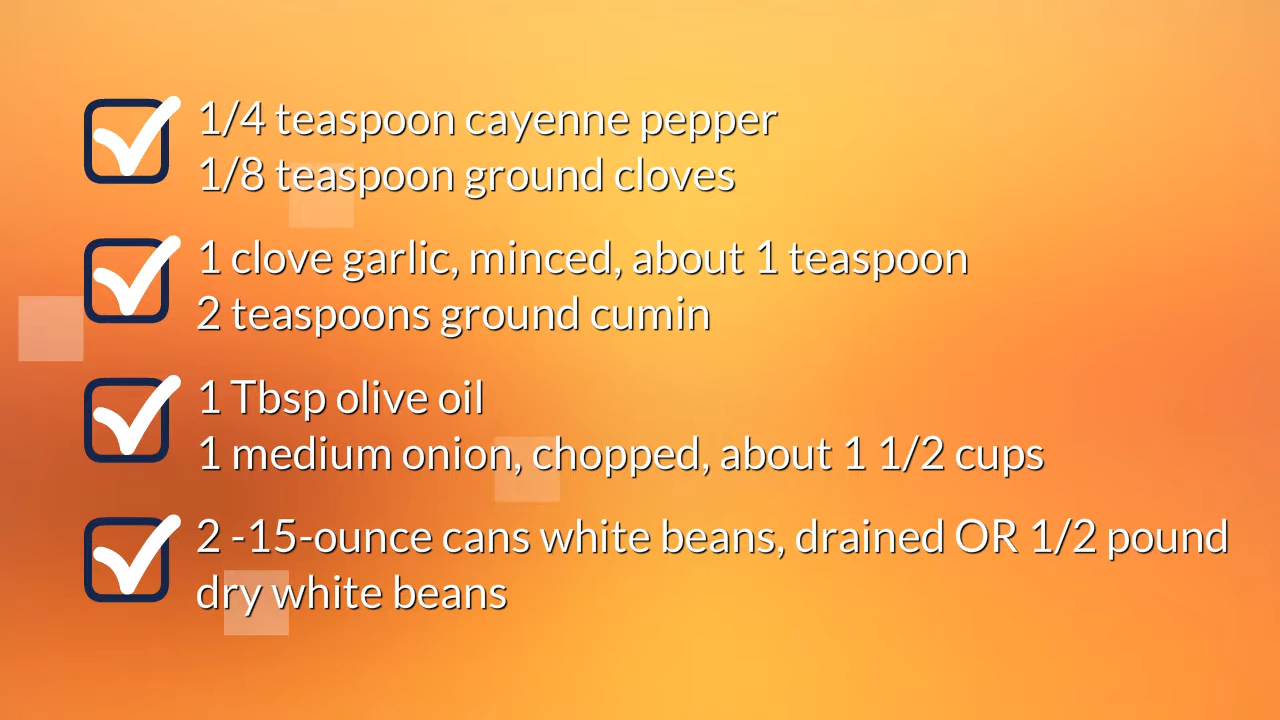 1/4 teaspoon cayenne pepper
1/8 teaspoon ground cloves
1 clove garlic, minced, about 1 teaspoon
2 teaspoons ground cumin
1 Tbsp olive oil
1 medium onion, chopped, about 1 1/2 cups
2 -15-ounce cans white beans, drained OR 1/2 pound
dry white beans